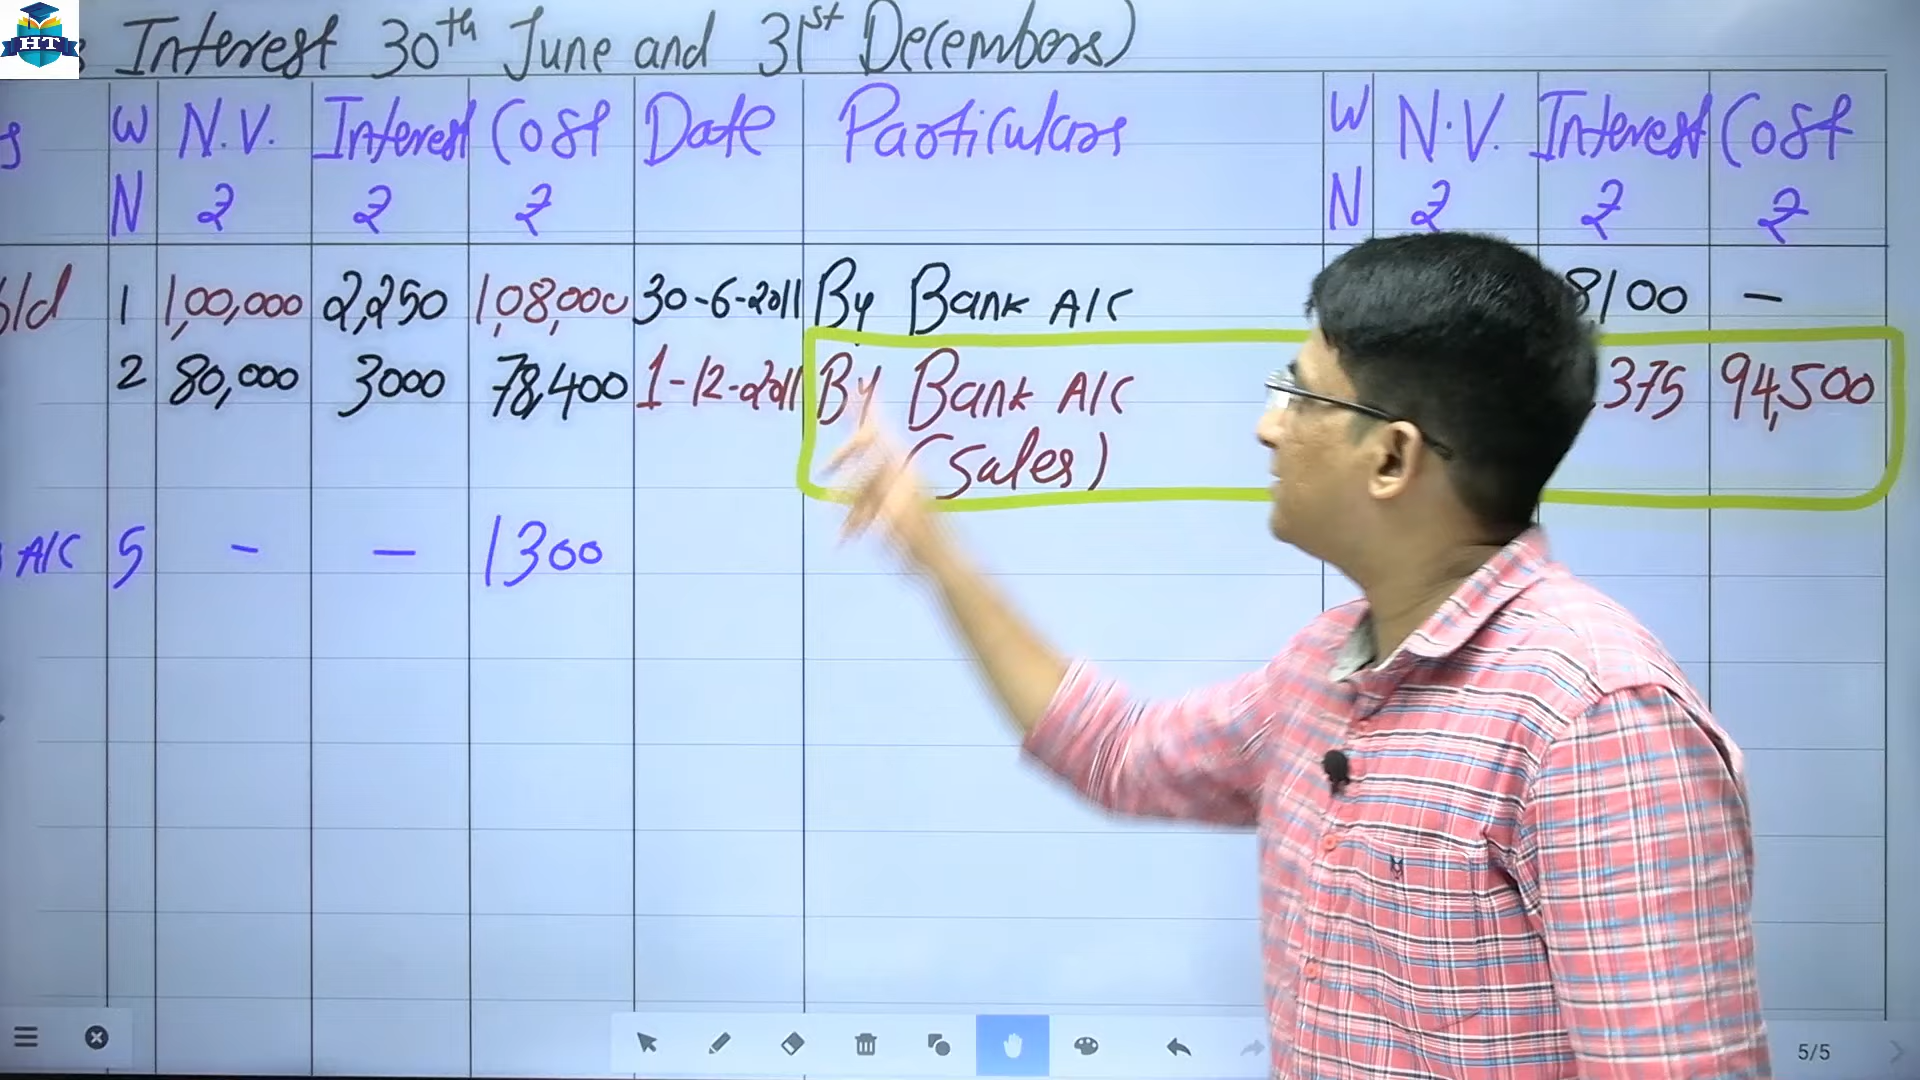 HT
Interest 30th June and 31st Decembers)
W N.V. Interest Cost Date Particulars W N.V. Interest Cost
N ₹ ₹ ₹ N ₹ ₹ ₹
b/d 1 1,00,000 2,250 1,08,000 30-6-2011 By Bank A/C 8100 –
2 80,000 3000 78,400 1-12-2011 By Bank A/C 375 94,500
(Sales)
A/C 5 – – 1300
5/5